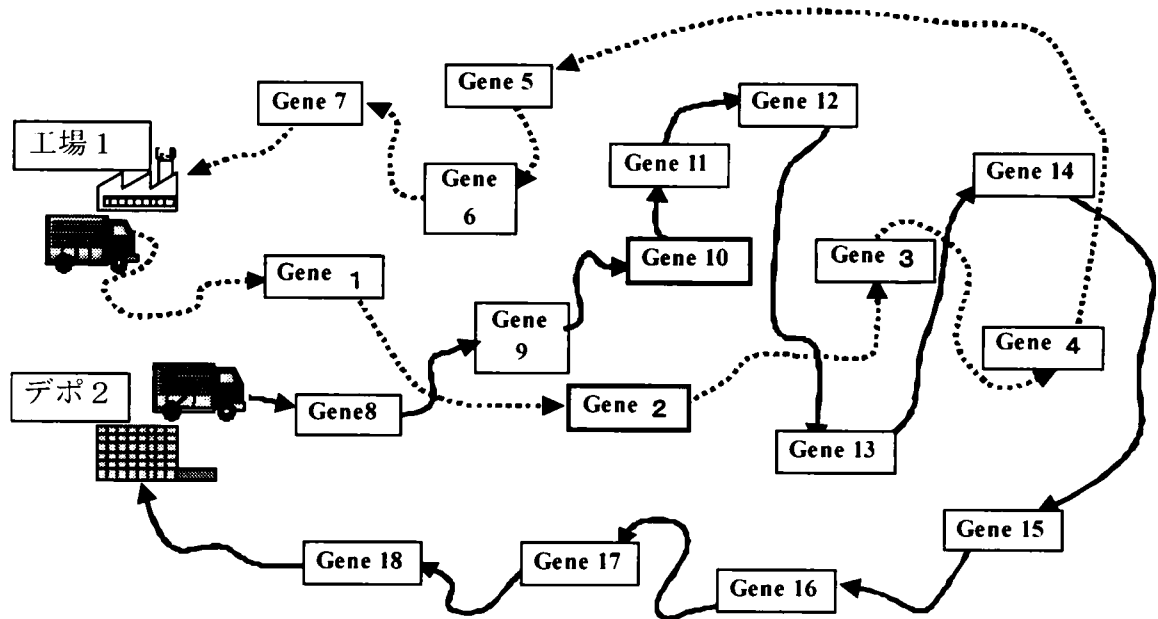 Gene 5
Gene 7
Gene 12
工場1
Gene 11
Gene 14
Gene
6
Gene 10
Gene 3
Gene 1
Gene
9
Gene 4
デポ2
Gene8
Gene 2
Gene 13
Gene 15
Gene 18
Gene 17
Gene 16